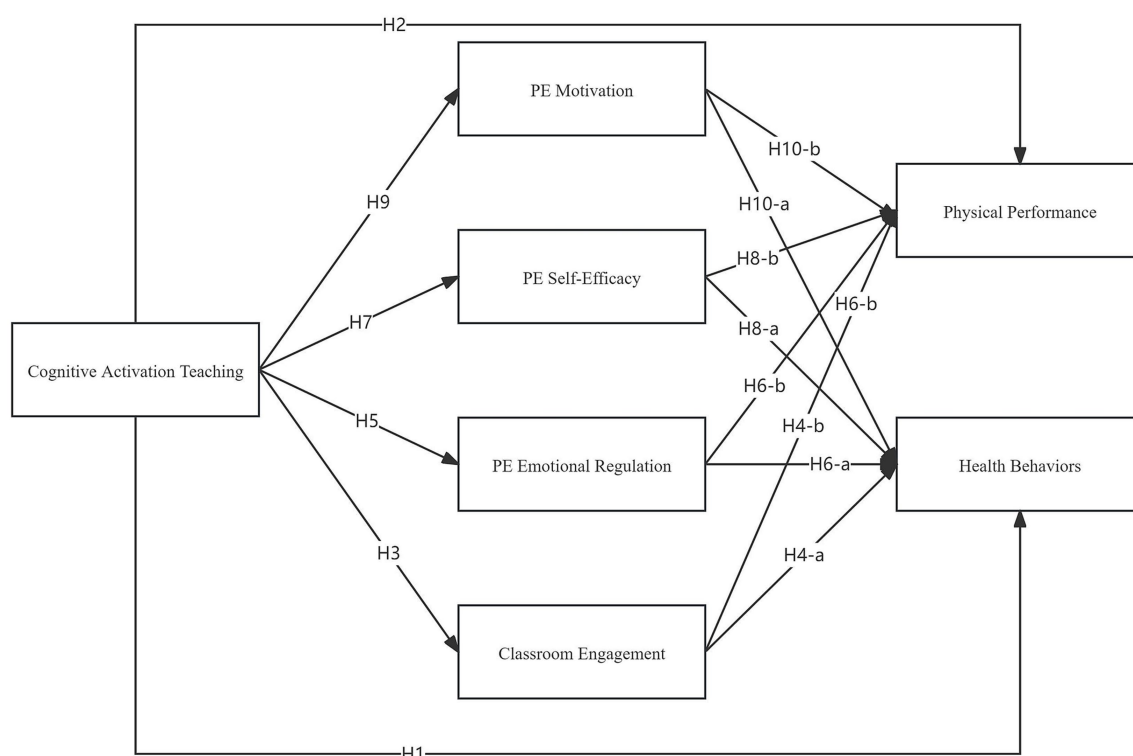 H2
PE Motivation
H10-b
H9
H10-a
Physical Performance
H8-b
PE Self-Efficacy
H6-b
H7
H8-a
Cognitive Activation Teaching
H6-b
H5
H4-b
PE Emotional Regulation
H6-a
Health Behaviors
H3
H4-a
Classroom Engagement
H1